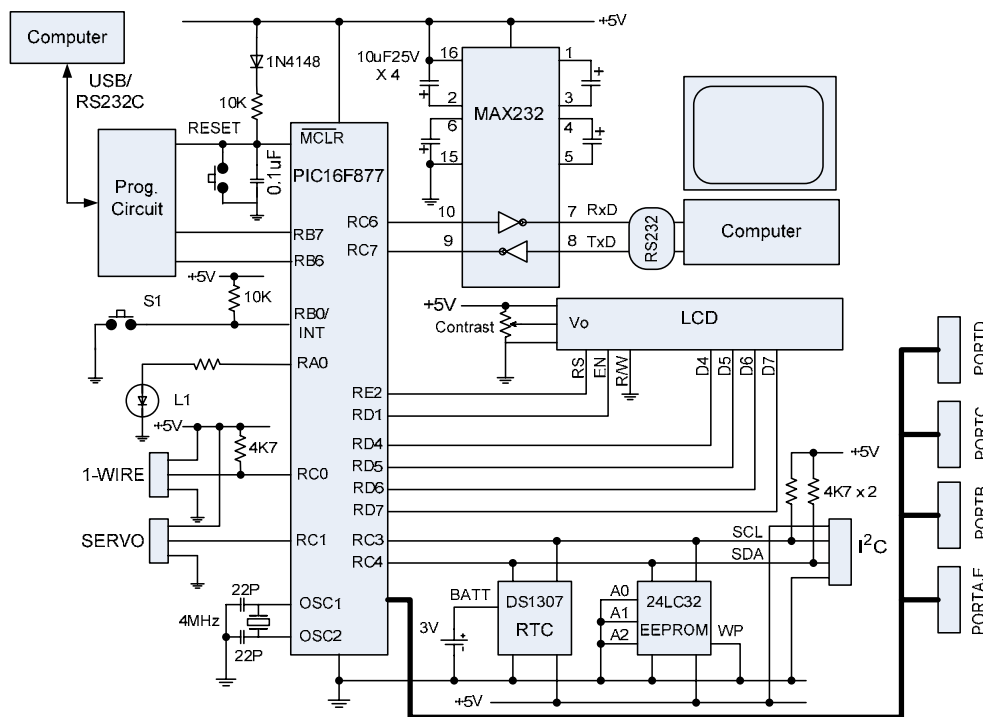 Computer
USB/
RS232C
+5V
1N4148
10K
RESET
MCLR
0.1uF
PIC16F877
Prog.
Circuit
RB7
RB6
10uF25V
X 4
16
1
2
3
MAX232
6
4
15
5
RC6
10
7
RxD
RC7
9
8
TxD
RS232
Computer
+5V
10K
S1
RB0/
INT
RA0
L1
+5V
Contrast
Vo
LCD
RS
EN
R/W
D4
D5
D6
D7
RE2
RD1
RD4
RD5
RD6
RD7
+5V
4K7
1-WIRE
RC0
SERVO
RC1
RC3
RC4
SCL
SDA
+5V
4K7 x 2
I²C
22P
4MHz
22P
OSC1
OSC2
BATT
3V
DS1307
RTC
A0
A1
A2
24LC32
EEPROM
WP
+5V
PORTD
PORTC
PORTB
PORTA,E